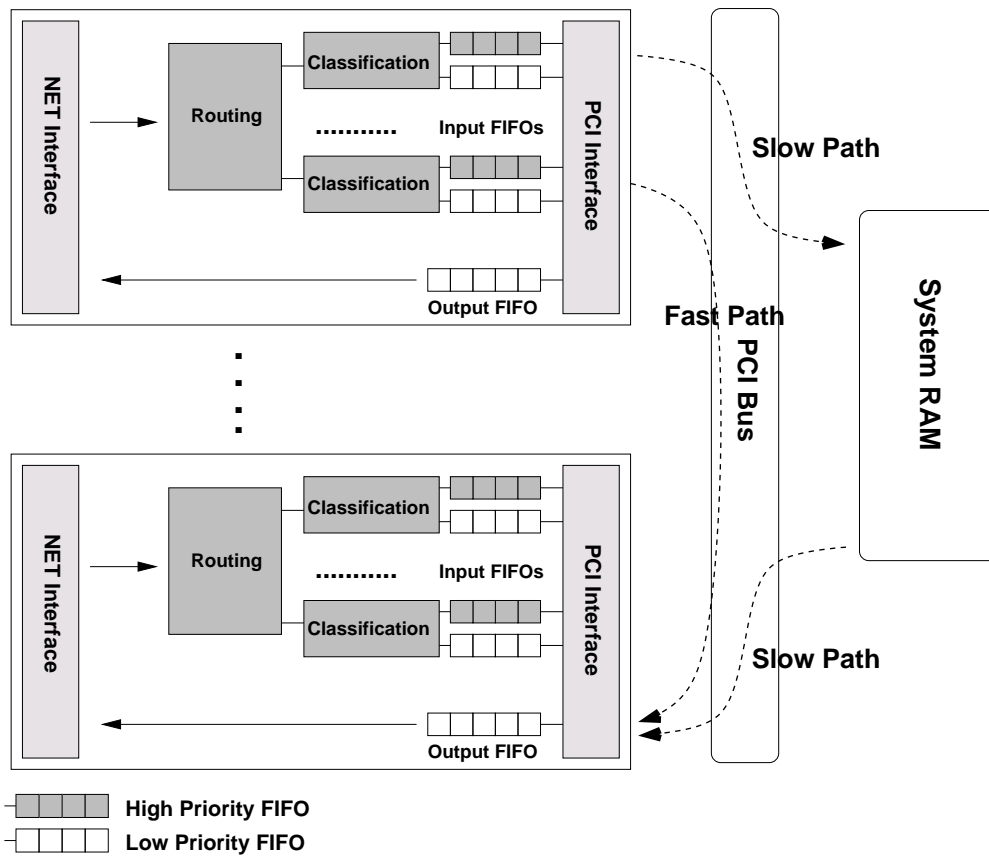 NET Interface
Routing
Classification
Input FIFOs
Classification
PCI Interface
Output FIFO
Slow Path
Fast Path
PCI Bus
System RAM
NET Interface
Routing
Classification
Input FIFOs
Classification
PCI Interface
Output FIFO
Slow Path
High Priority FIFO
Low Priority FIFO